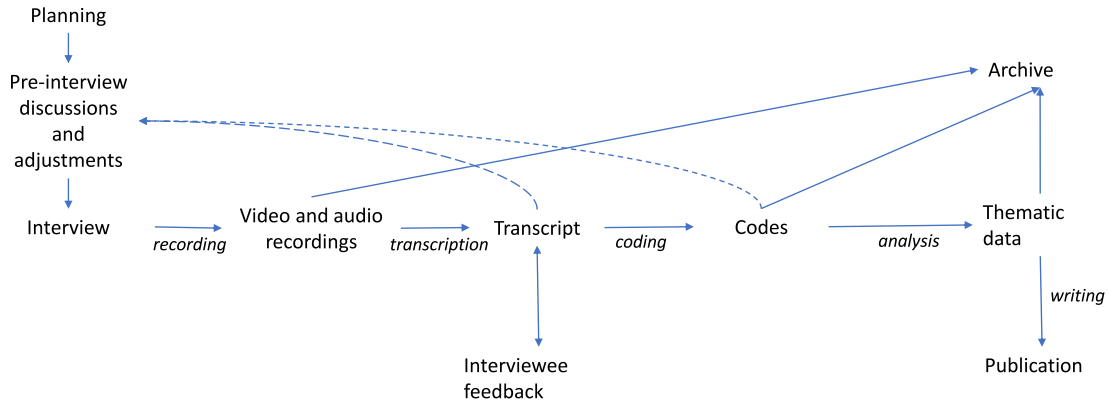 Planning
Pre-interview
discussions
and
adjustments
Interview
recording
Video and audio
recordings
transcription
Transcript
Interviewee
feedback
coding
Codes
analysis
Thematic
data
Archive
writing
Publication